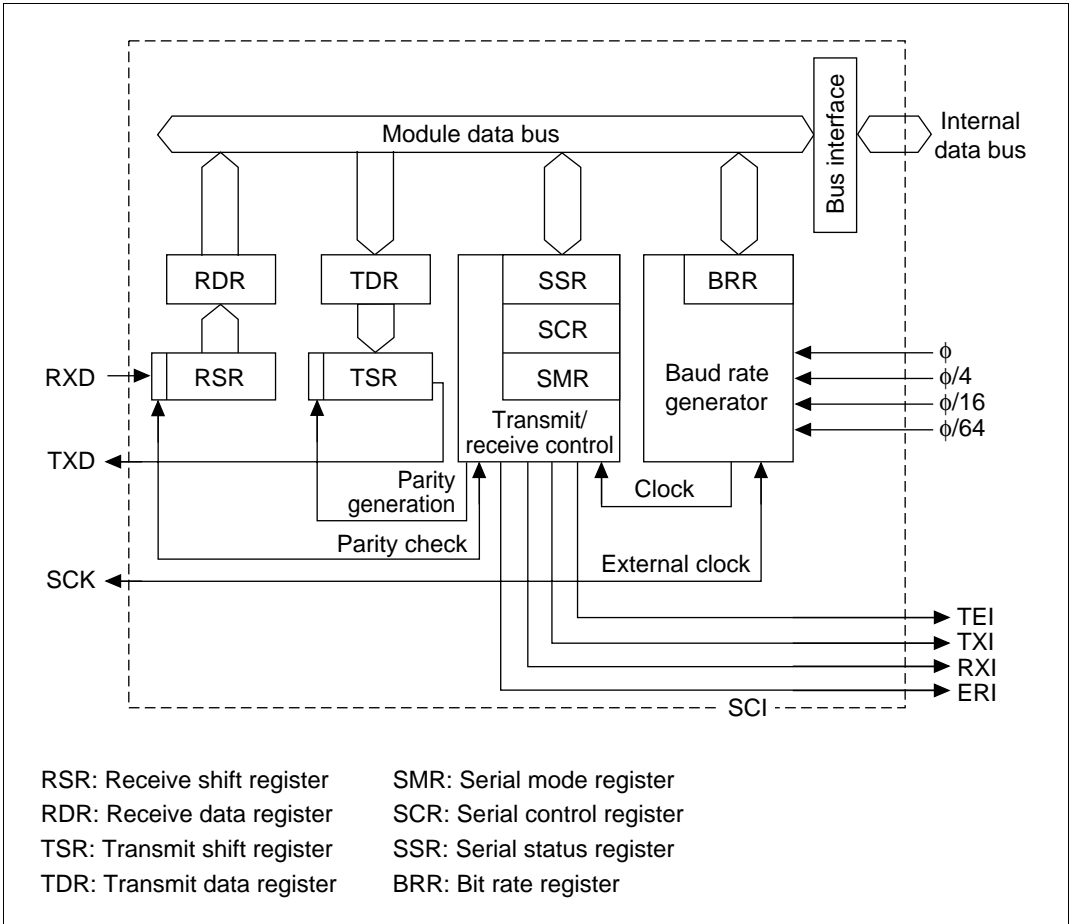 Module data bus
Bus interface
Internal
data bus
RDR
TDR
SSR
BRR
SCR
RSR
TSR
SMR
Baud rate
generator
Transmit/
receive control
RXD
TXD
SCK
ϕ
ϕ/4
ϕ/16
ϕ/64
Parity
generation
Clock
Parity check
External clock
TEI
TXI
RXI
ERI
SCI
RSR: Receive shift register
RDR: Receive data register
TSR: Transmit shift register
TDR: Transmit data register
SMR: Serial mode register
SCR: Serial control register
SSR: Serial status register
BRR: Bit rate register